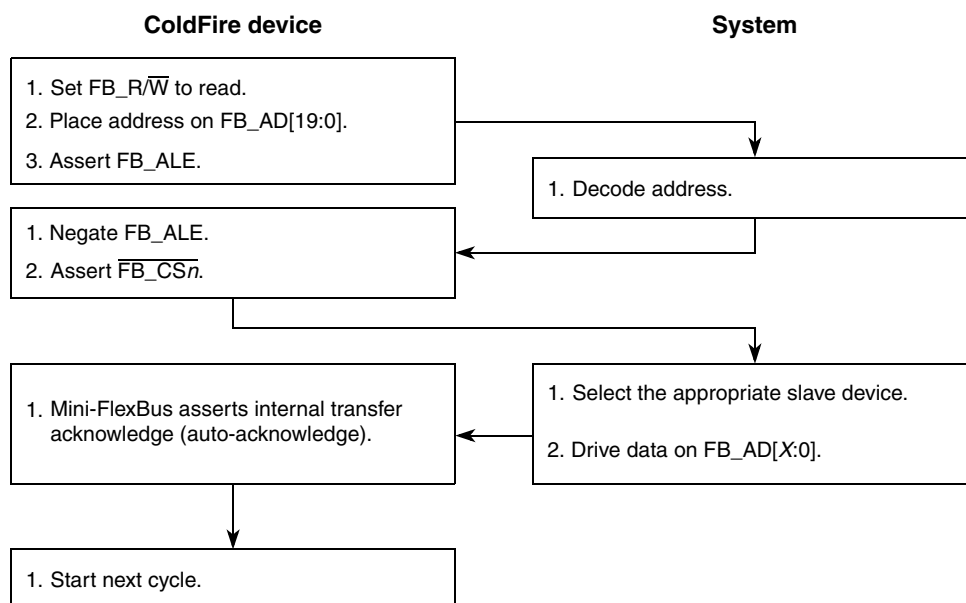 ColdFire device
System
1. Set FB_R/W̅ to read.
2. Place address on FB_AD[19:0].
3. Assert FB_ALE.
1. Decode address.
1. Negate FB_ALE.
2. Assert F̅B̅_̅C̅S̅n̅.
1. Select the appropriate slave device.
2. Drive data on FB_AD[X:0].
1. Mini-FlexBus asserts internal transfer
acknowledge (auto-acknowledge).
1. Start next cycle.